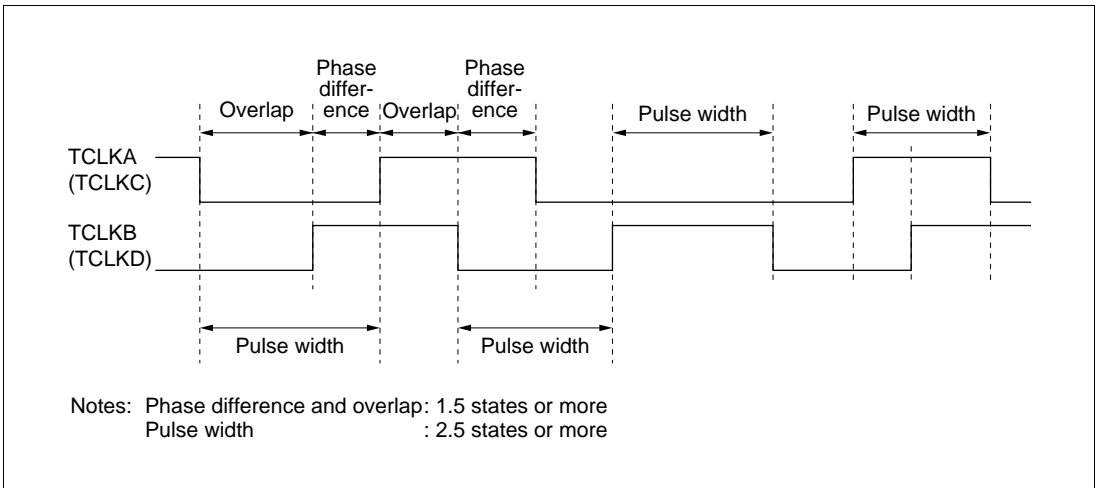 Phase
differ-
ence
Phase
differ-
ence
Overlap
Overlap
Pulse width
Pulse width
TCLKA
(TCLKC)
TCLKB
(TCLKD)
Pulse width
Pulse width
Notes: Phase difference and overlap : 1.5 states or more
Pulse width : 2.5 states or more